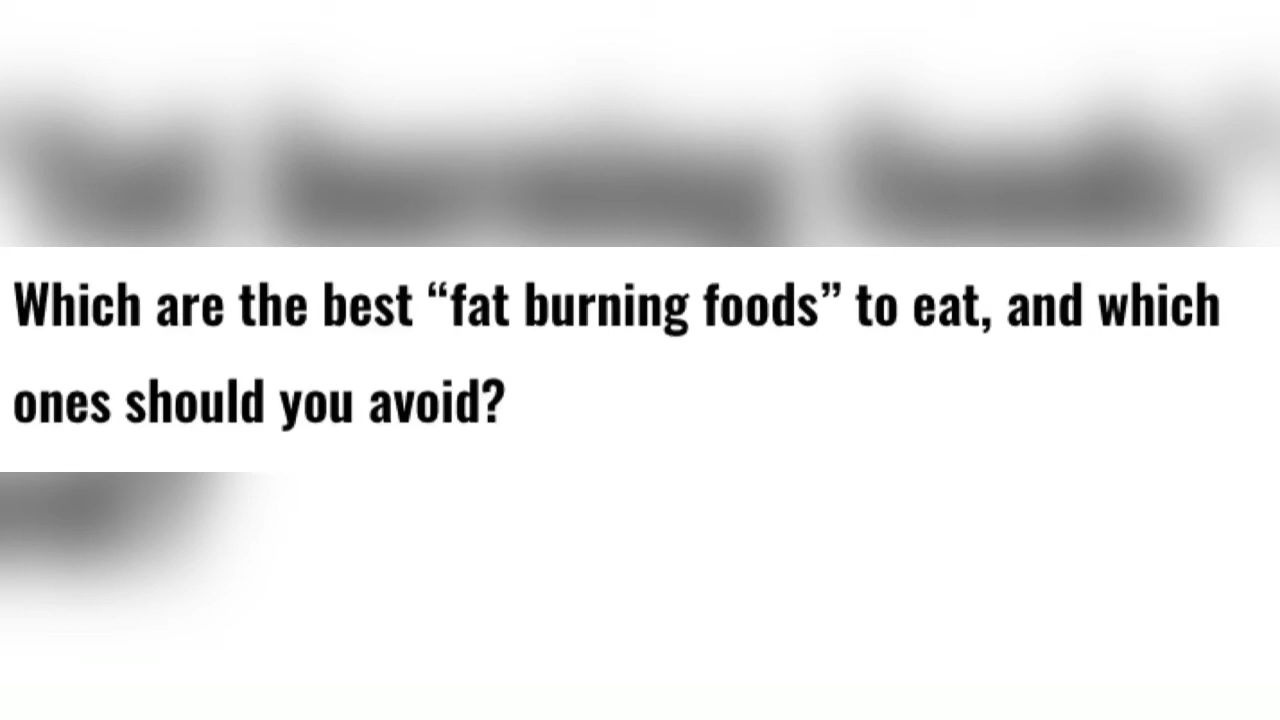 Which are the best “fat burning foods” to eat, and which
ones should you avoid?